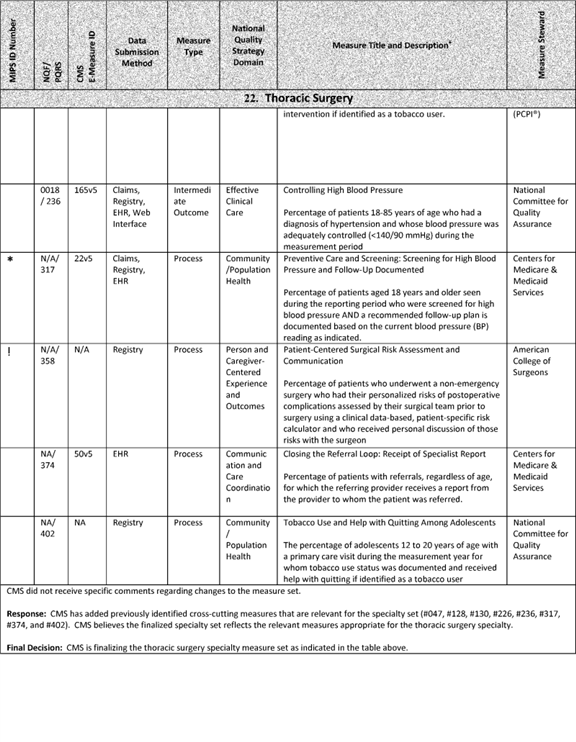 MIPS ID Number
NQF/
PQRS
CMS
E-Measure ID
Data
Submission
Method
Measure
Type
National
Quality
Strategy
Domain
Measure Title and Description¥
Measure Steward
22. Thoracic Surgery
intervention if identified as a tobacco user.
(PCPI®)
0018
/ 236
165v5
Claims,
Registry,
EHR, Web
Interface
Intermedi
ate
Outcome
Effective
Clinical
Care
Controlling High Blood Pressure
Percentage of patients 18-85 years of age who had a
diagnosis of hypertension and whose blood pressure was
adequately controlled (<140/90 mmHg) during the
measurement period
National
Committee for
Quality
Assurance
*
N/A/
317
22v5
Claims,
Registry,
EHR
Process
Community
/Population
Health
Preventive Care and Screening: Screening for High Blood
Pressure and Follow-Up Documented
Percentage of patients aged 18 years and older seen
during the reporting period who were screened for high
blood pressure AND a recommended follow-up plan is
documented based on the current blood pressure (BP)
reading as indicated.
Centers for
Medicare &
Medicaid
Services
!
N/A/
358
N/A
Registry
Process
Person and
Caregiver-
Centered
Experience
and
Outcomes
Patient-Centered Surgical Risk Assessment and
Communication
Percentage of patients who underwent a non-emergency
surgery who had their personalized risks of postoperative
complications assessed by their surgical team prior to
surgery using a clinical data-based, patient-specific risk
calculator and who received personal discussion of those
risks with the surgeon
American
College of
Surgeons
NA/
374
50v5
EHR
Process
Communic
ation and
Care
Coordinatio
n
Closing the Referral Loop: Receipt of Specialist Report
Percentage of patients with referrals, regardless of age,
for which the referring provider receives a report from
the provider to whom the patient was referred.
Centers for
Medicare &
Medicaid
Services
NA/
402
NA
Registry
Process
Community
/
Population
Health
Tobacco Use and Help with Quitting Among Adolescents
The percentage of adolescents 12 to 20 years of age with
a primary care visit during the measurement year for
whom tobacco use status was documented and received
help with quitting if identified as a tobacco user
National
Committee for
Quality
Assurance
CMS did not receive specific comments regarding changes to the measure set.
Response: CMS has added previously identified cross-cutting measures that are relevant for the specialty set (#047, #128, #130, #226, #236, #317,
#374, and #402). CMS believes the finalized specialty set reflects the relevant measures appropriate for the thoracic surgery specialty.
Final Decision: CMS is finalizing the thoracic surgery specialty measure set as indicated in the table above.